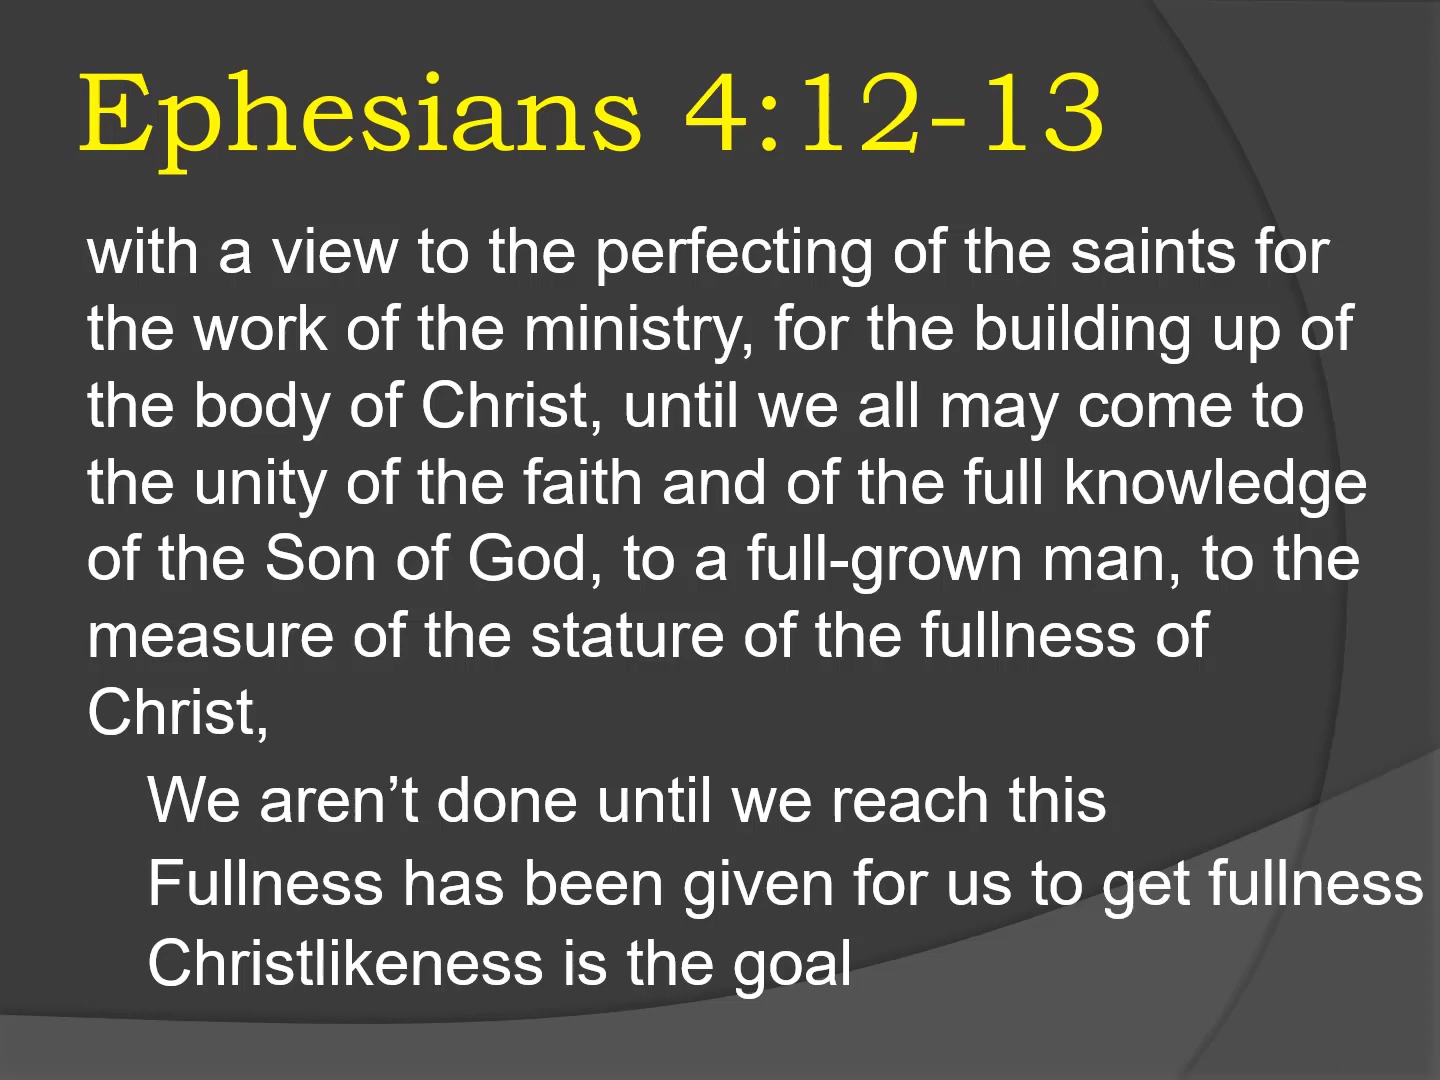 Ephesians 4:12-13
with a view to the perfecting of the saints for
the work of the ministry, for the building up of
the body of Christ, until we all may come to
the unity of the faith and of the full knowledge
of the Son of God, to a full-grown man, to the
measure of the stature of the fullness of
Christ,
We aren’t done until we reach this
Fullness has been given for us to get fullness
Christlikeness is the goal